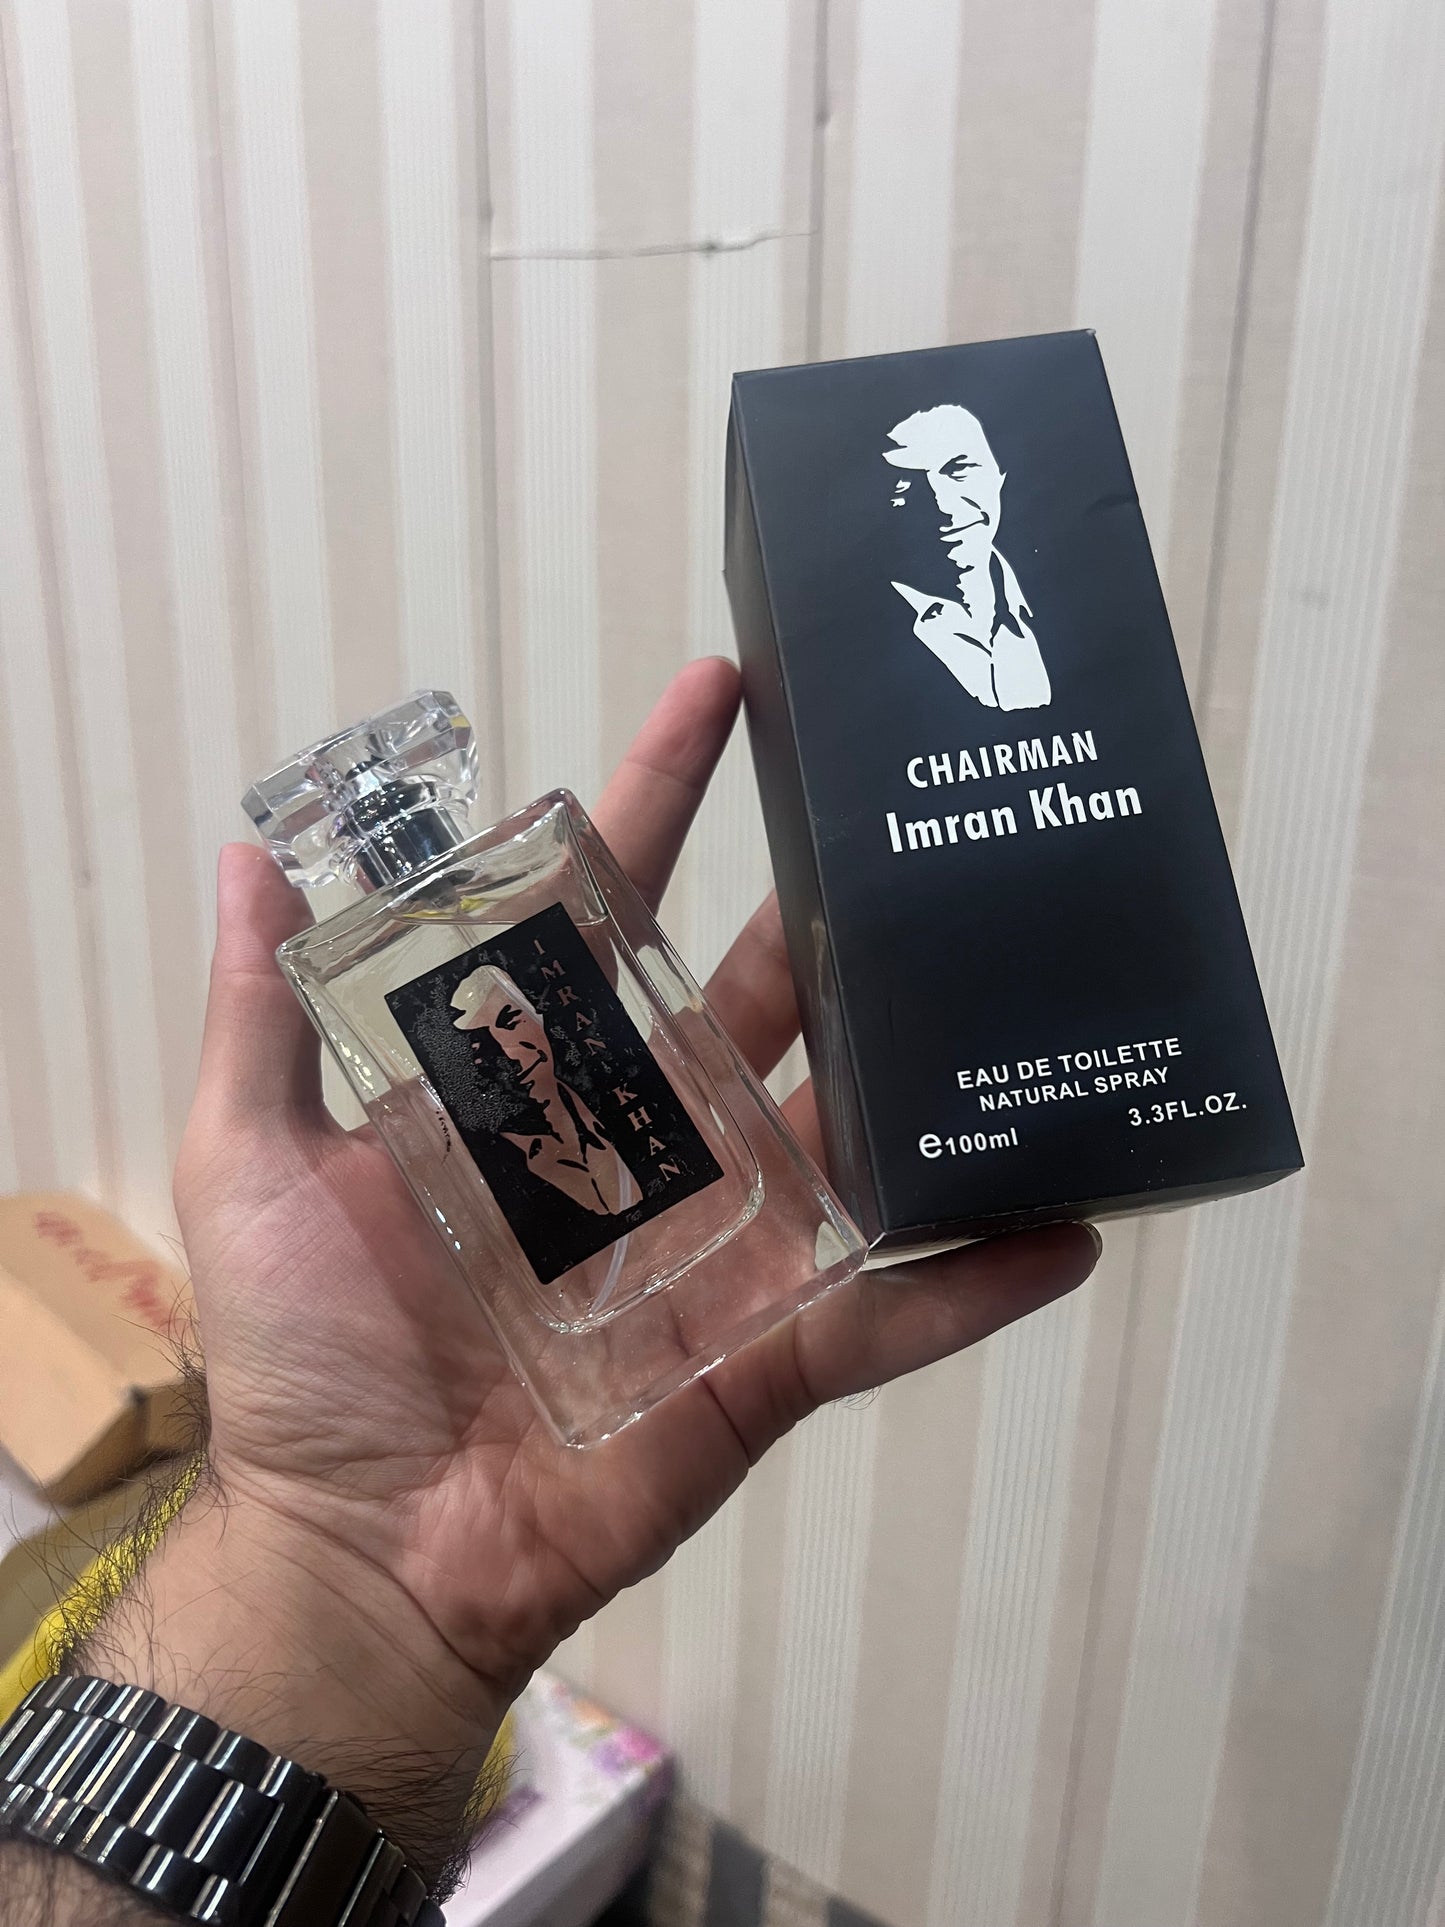 CHAIRMAN
Imran Khan
EAU DE TOILETTE
NATURAL SPRAY
3.3FL.OZ.
e100ml
IMRAN KHAN